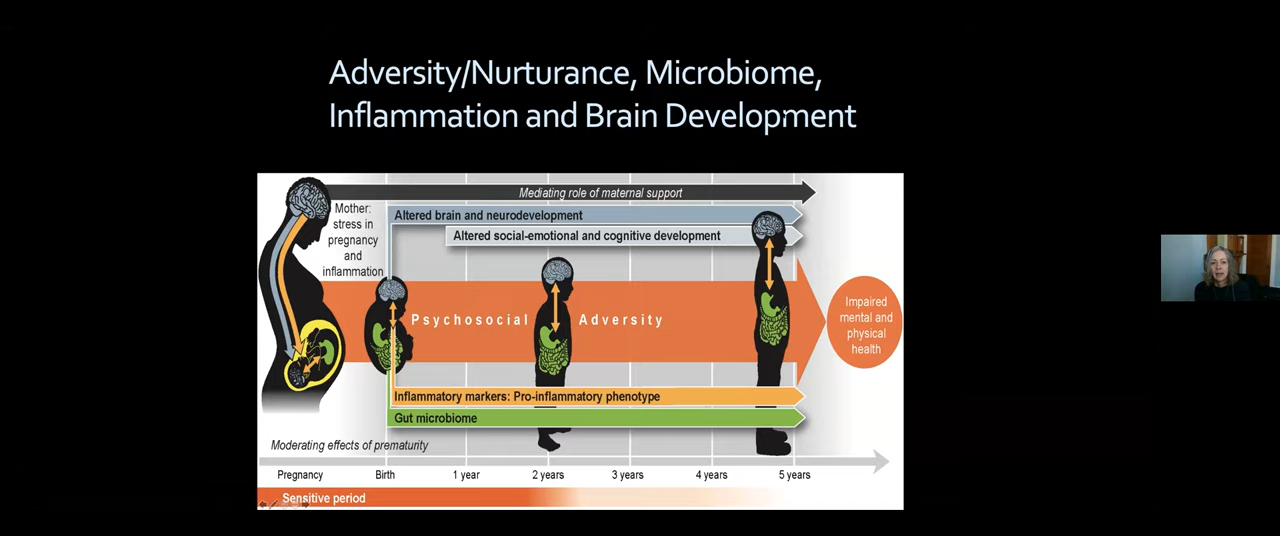 Adversity/Nurturance, Microbiome,
Inflammation and Brain Development
Mediating role of maternal support
Mother:
stress in
pregnancy
and
inflammation
Altered brain and neurodevelopment
Altered social-emotional and cognitive development
Psychosocial Adversity
Impaired
mental and
physical
health
Inflammatory markers: Pro-inflammatory phenotype
Gut microbiome
Moderating effects of prematurity
Pregnancy Birth 1 year 2 years 3 years 4 years 5 years
Sensitive period